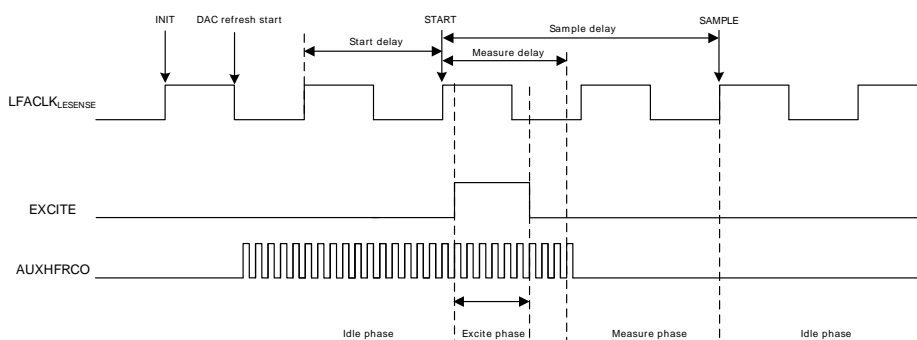 INIT
DAC refresh start
START
SAMPLE
Sample delay
Start delay
Measure delay
LFACLKLESENSE
EXCITE
AUXHFRCO
Idle phase
Excite phase
Measure phase
Idle phase